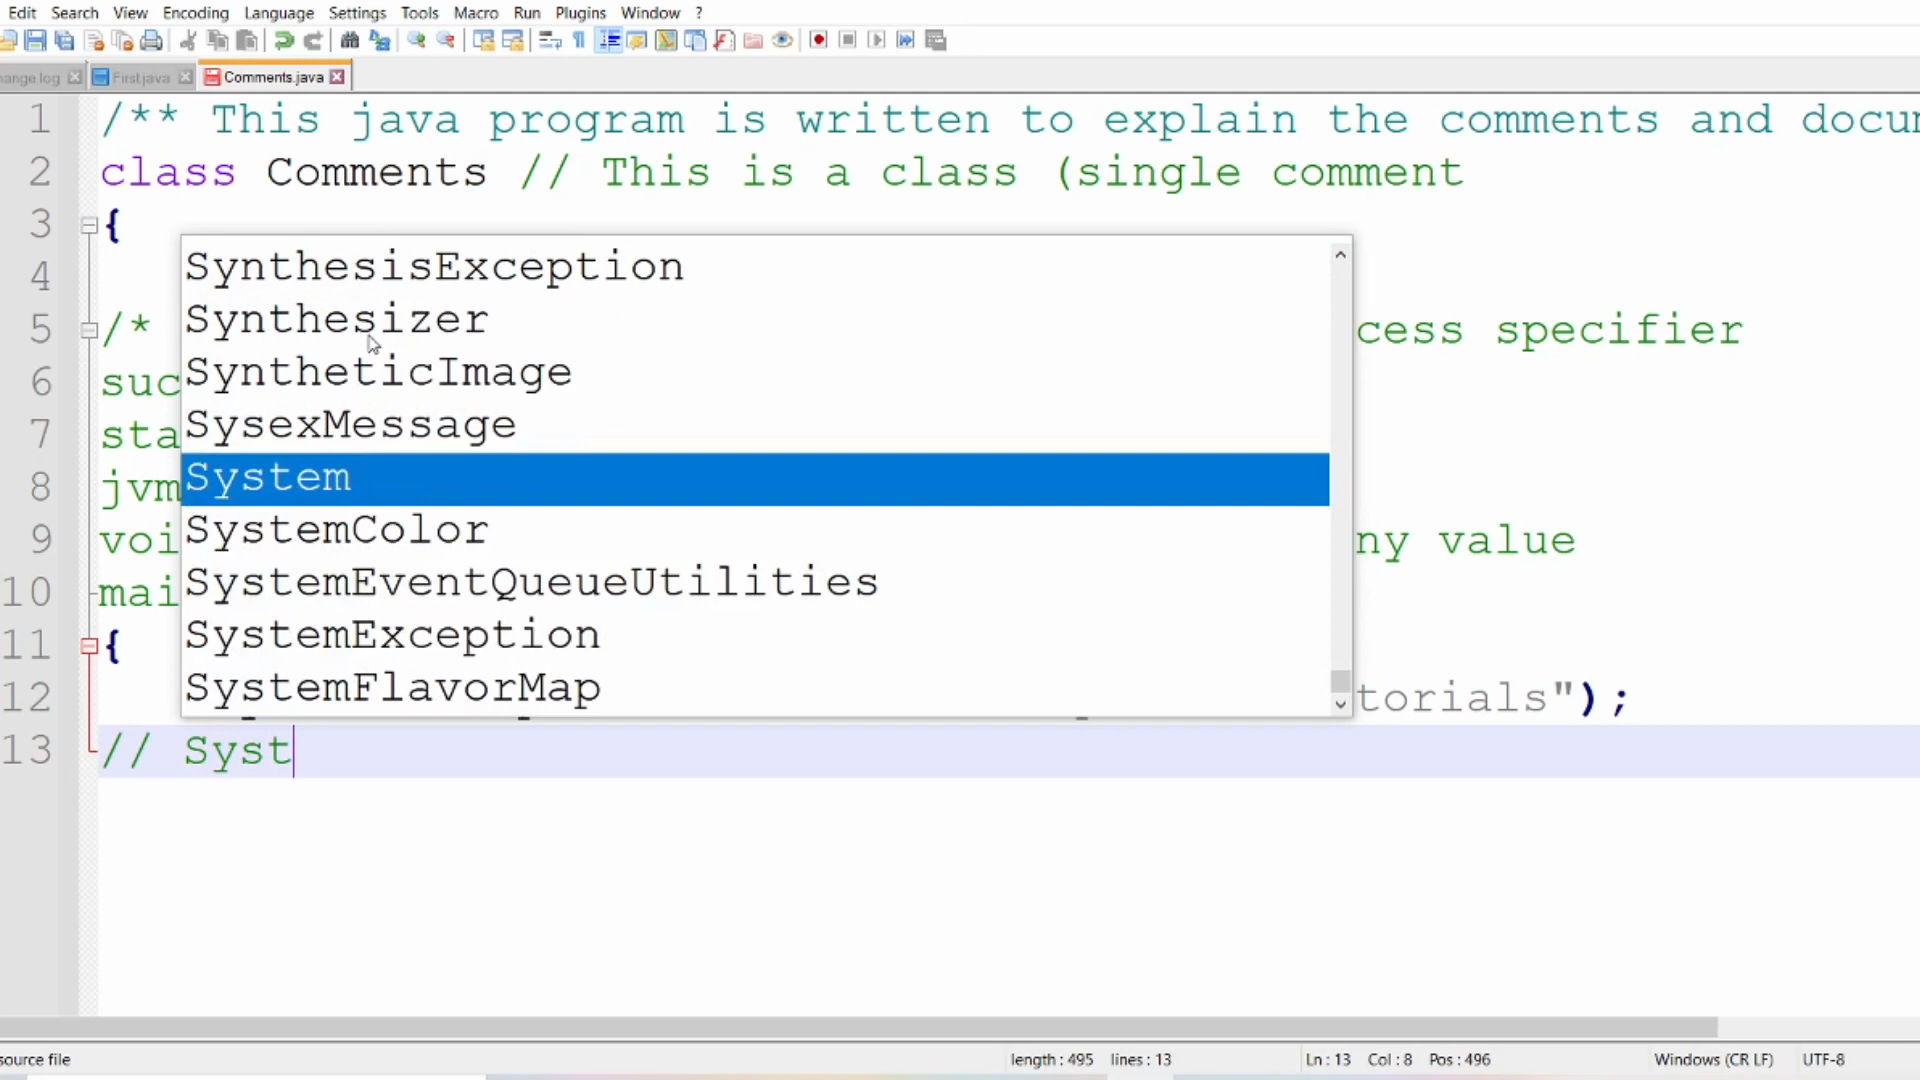 Edit Search View Encoding Language Settings Tools Macro Run Plugins Window ?
ange.log First.java Comments.java
1 /** This java program is written to explain the comments and docu
2 class Comments // This is a class (single comment
3 {
4
5 /* cess specifier
6 suc
7 sta
8 jvm
9 voi ny value
10 mai
11 {
12 torials");
13 // Syst
SynthesisException
Synthesizer
SyntheticImage
SysexMessage
System
SystemColor
SystemEventQueueUtilities
SystemException
SystemFlavorMap
source file length : 495 lines : 13 Ln : 13 Col : 8 Pos : 496 Windows (CR LF) UTF-8